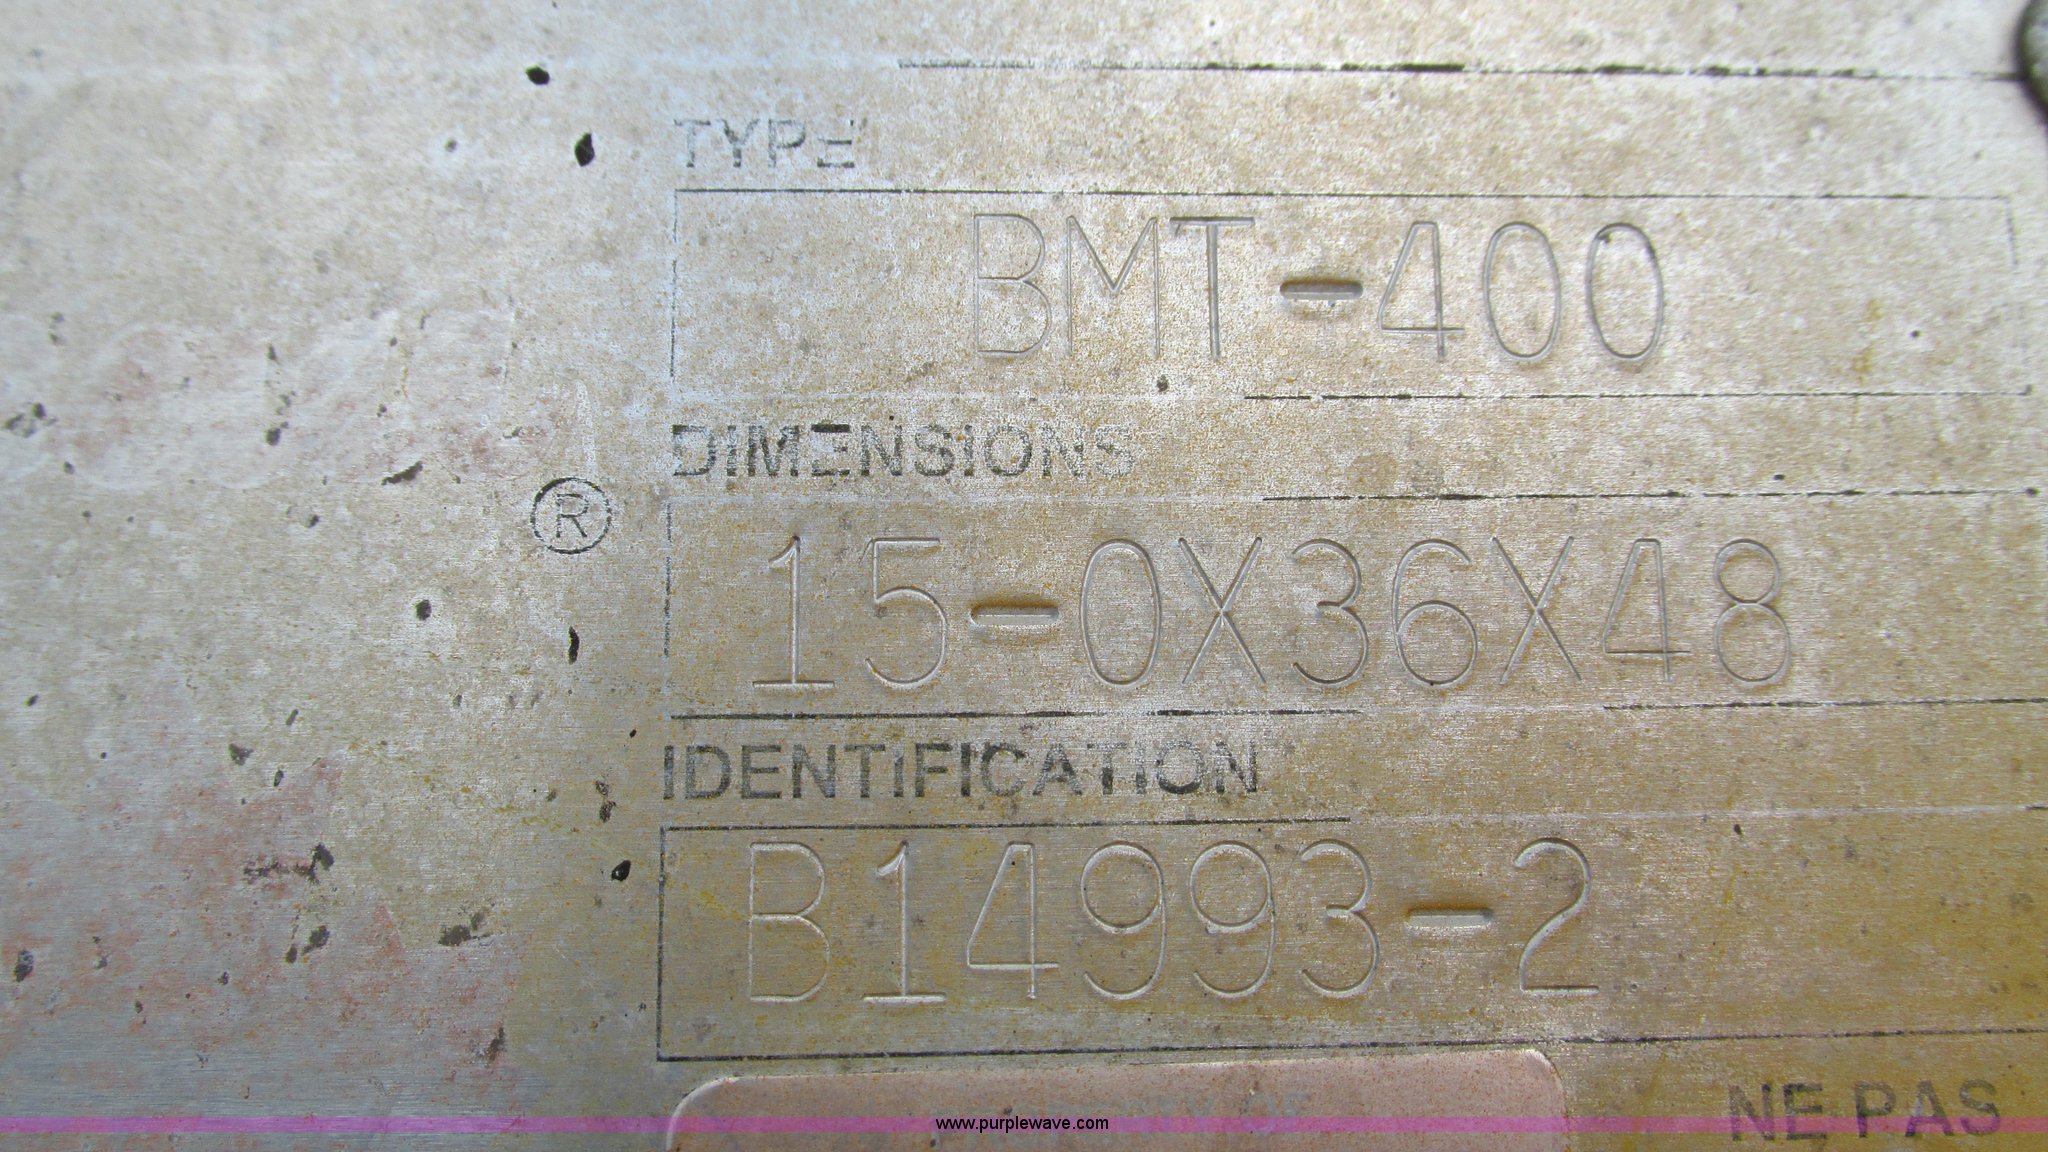 TYPE
BMT-400
DIMENSIONS
®
15-0X36X48
IDENTIFICATION
B14993-2
NE PAS
www.purplewave.com